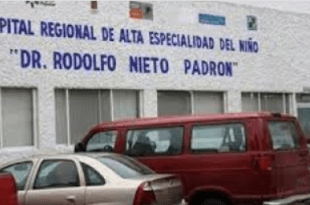 PITAL REGIONAL DE ALTA ESPECIALIDAD DEL NIÑO
"DR. RODOLFO NIETO PADRON"